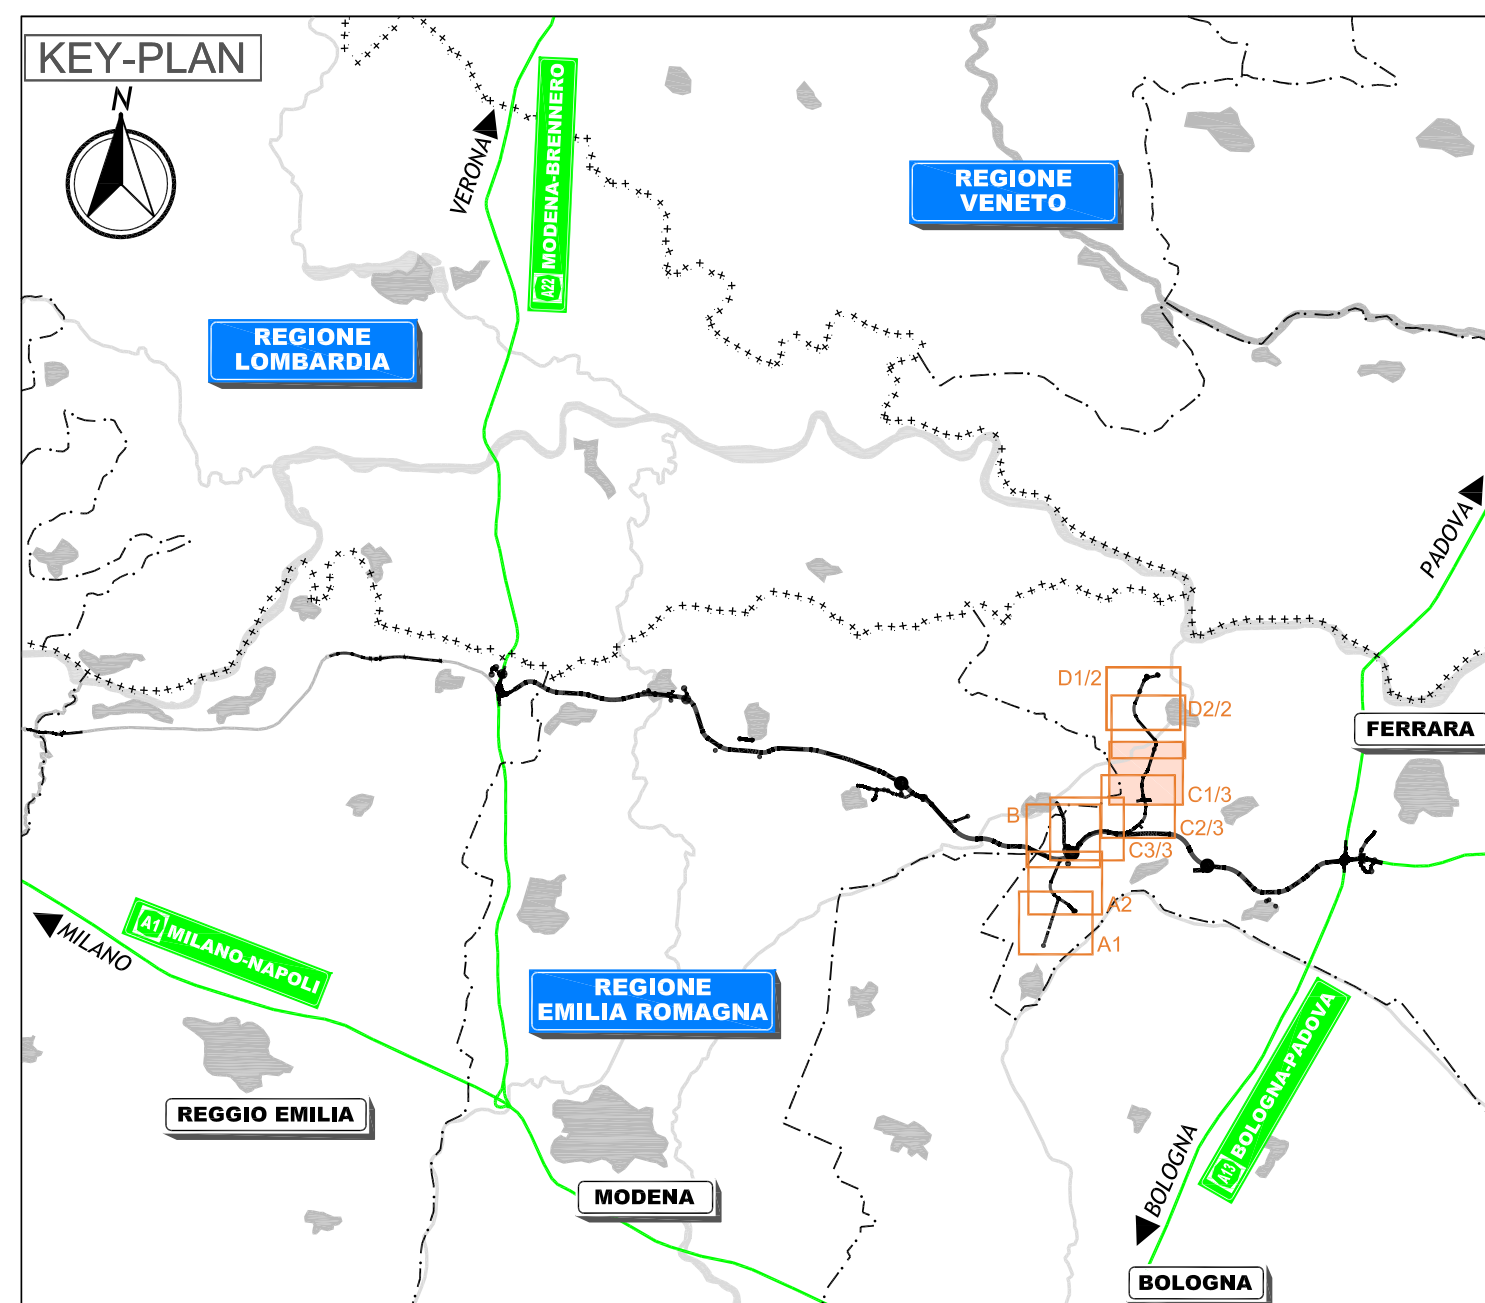 KEY-PLAN
N
VERONA
A22 MODENA-BRENNERO
REGIONE
VENETO
REGIONE
LOMBARDIA
PADOVA
D1/2
D2/2
FERRARA
C1/3
B
C2/3
C3/3
A2
A1
A1 MILANO-NAPOLI
MILANO
REGIONE
EMILIA ROMAGNA
A13 BOLOGNA-PADOVA
REGGIO EMILIA
BOLOGNA
MODENA
BOLOGNA